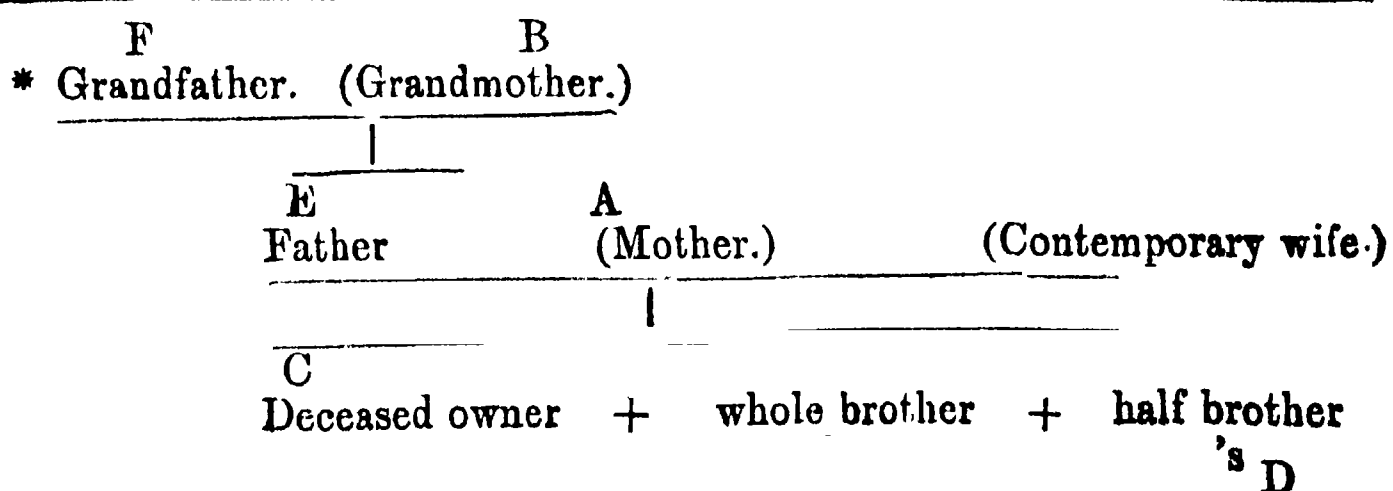 F B
* Grandfather. (Grandmother.)
E A
Father (Mother.) (Contemporary wife.)
C
Deceased owner + whole brother + half brother
's D